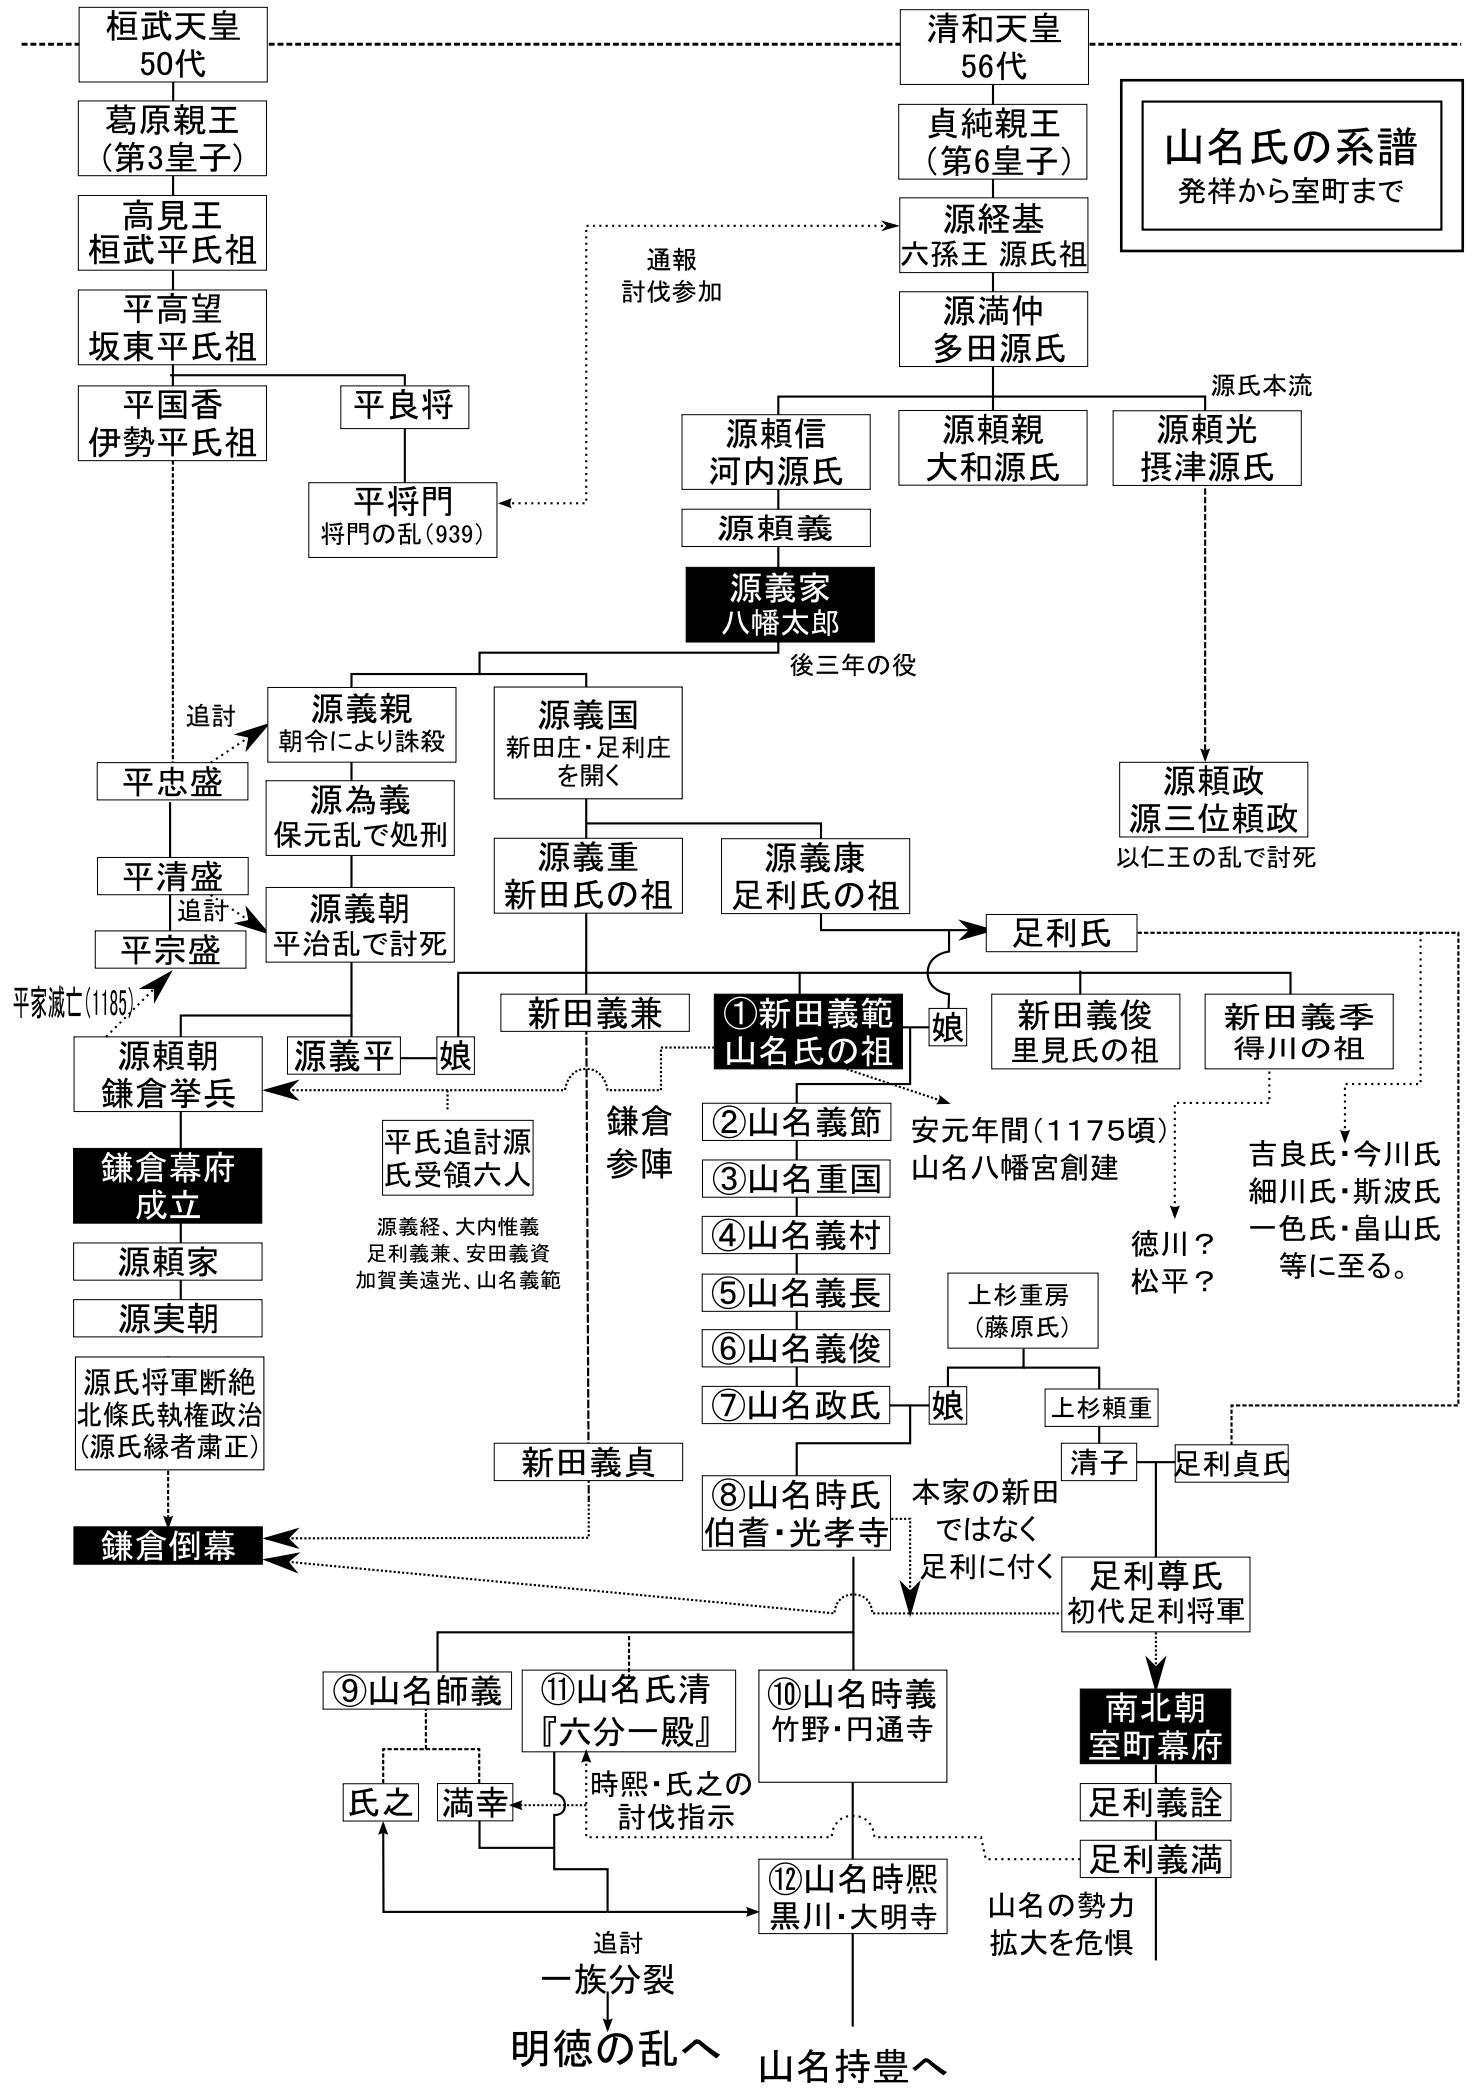 桓武天皇
50代
清和天皇
56代
山名氏の系譜
発祥から室町まで
葛原親王
(第3皇子)
貞純親王
(第6皇子)
高見王
桓武平氏祖
源経基
六孫王 源氏祖
通報
討伐参加
平高望
坂東平氏祖
源満仲
多田源氏
平国香
伊勢平氏祖
平良将
源氏本流
源頼信
河内源氏
源頼親
大和源氏
源頼光
摂津源氏
平将門
将門の乱(939)
源頼義
源義家
八幡太郎
後三年の役
追討
源義親
朝令により誅殺
源義国
新田庄・足利庄
を開く
平忠盛
源為義
保元乱で処刑
源頼政
源三位頼政
以仁王の乱で討死
源義重
新田氏の祖
源義康
足利氏の祖
平清盛
追討
源義朝
平治乱で討死
平宗盛
足利氏
平家滅亡(1185)
新田義兼
①新田義範
山名氏の祖
娘
新田義俊
里見氏の祖
新田義季
得川の祖
源頼朝
鎌倉挙兵
源義平
娘
平氏追討源
氏受領六人
鎌倉
参陣
②山名義節
安元年間(1175頃)
山名八幡宮創建
吉良氏・今川氏
細川氏・斯波氏
一色氏・畠山氏
等に至る。
鎌倉幕府
成立
③山名重国
源義経、大内惟義
足利義兼、安田義資
加賀美遠光、山名義範
④山名義村
徳川?
松平?
源頼家
⑤山名義長
上杉重房
(藤原氏)
源実朝
⑥山名義俊
源氏将軍断絶
北條氏執権政治
(源氏縁者粛正)
⑦山名政氏
娘
上杉頼重
新田義貞
清子
足利貞氏
⑧山名時氏
伯耆・光孝寺
本家の新田
ではなく
足利に付く
鎌倉倒幕
足利尊氏
初代足利将軍
⑨山名師義
⑪山名氏清
『六分一殿』
⑩山名時義
竹野・円通寺
南北朝
室町幕府
氏之
満幸
時熙・氏之の
討伐指示
足利義詮
足利義満
⑫山名時熈
黒川・大明寺
山名の勢力
拡大を危惧
追討
一族分裂
明徳の乱へ
山名持豊へ